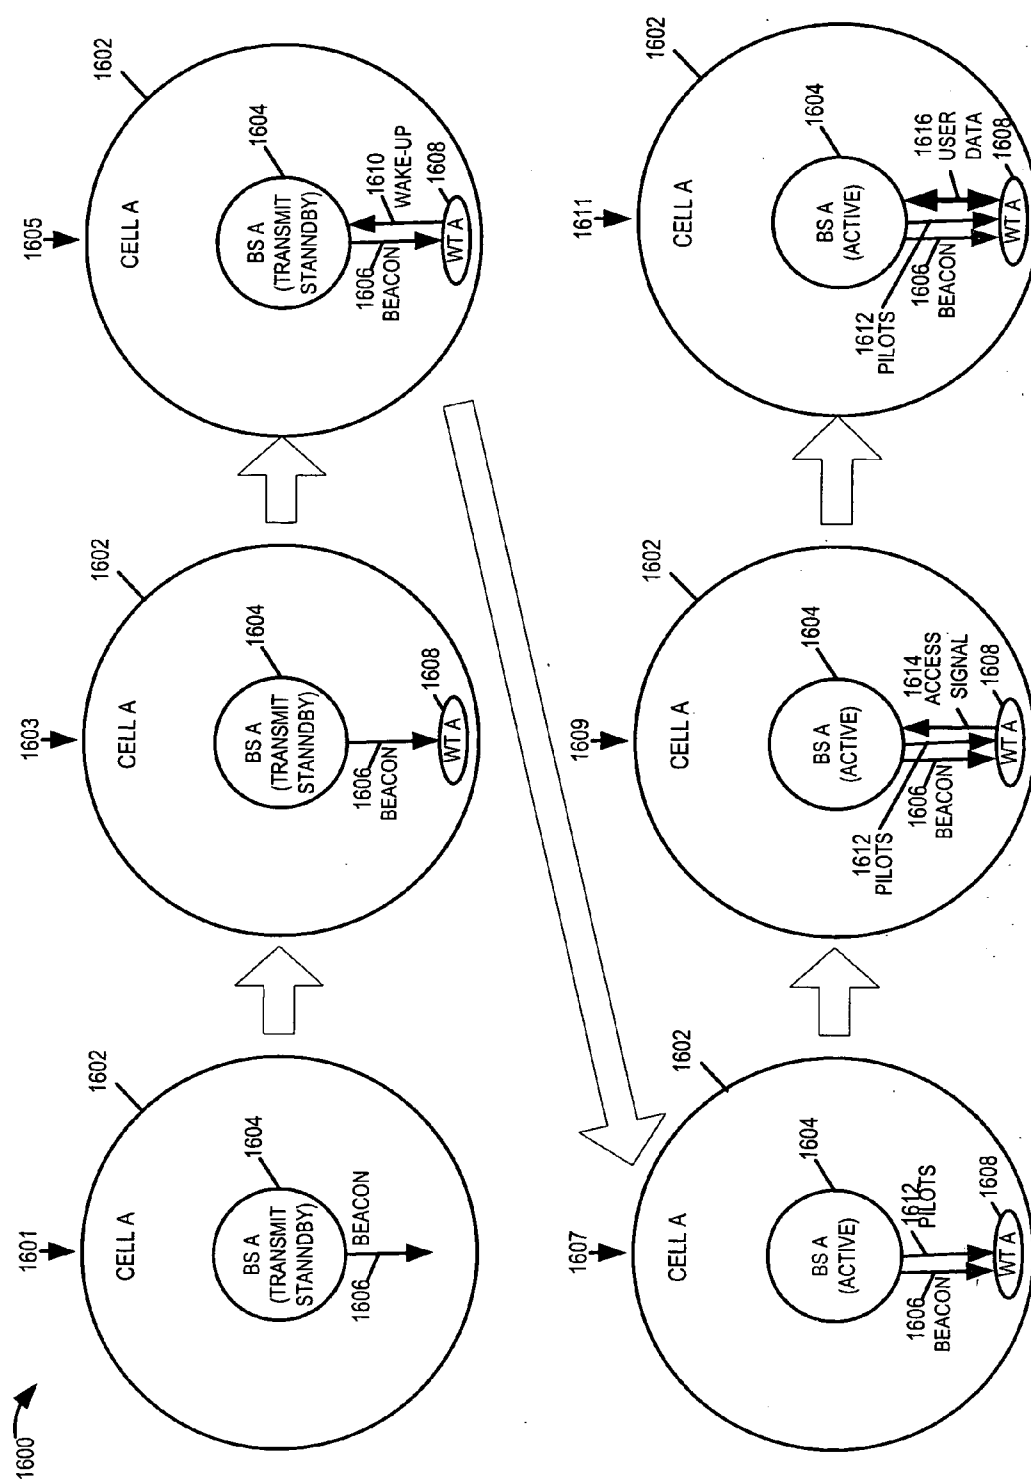 1600
1601
1602
CELL A
1604
BS A
(TRANSMIT
STANNDBY)
1606
BEACON
1603
1602
CELL A
1604
BS A
(TRANSMIT
STANNDBY)
1606
BEACON
1608
WT A
1605
1602
CELL A
1604
BS A
(TRANSMIT
STANNDBY)
1606
BEACON
1610
WAKE-UP
1608
WT A
1607
1602
CELL A
1604
BS A
(ACTIVE)
1606
BEACON
1612
PILOTS
1608
WT A
1609
1602
CELL A
1604
BS A
(ACTIVE)
1612
PILOTS
1606
BEACON
1614
ACCESS
SIGNAL
1608
WT A
1611
1602
CELL A
1604
BS A
(ACTIVE)
1612
PILOTS
1606
BEACON
1616
USER
DATA
1608
WT A